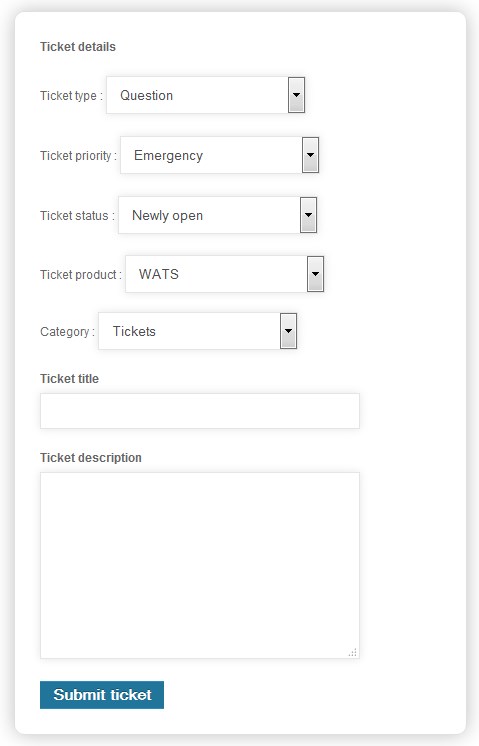 Ticket details
Ticket type : Question
Ticket priority : Emergency
Ticket status : Newly open
Ticket product : WATS
Category : Tickets
Ticket title
Ticket description
Submit ticket